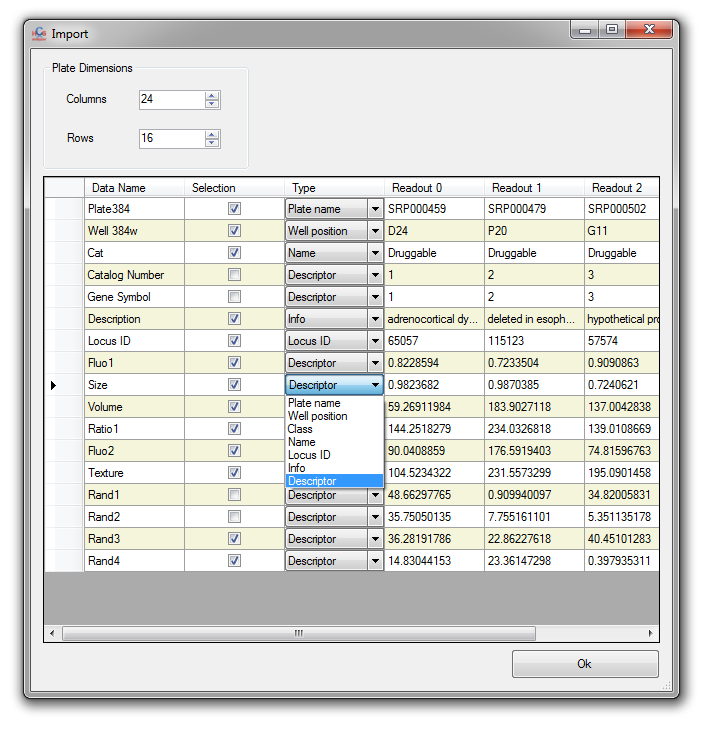 Import
Plate Dimensions
Columns 24
Rows 16
Data Name Selection Type Readout 0 Readout 1 Readout 2
Plate384 Plate name SRP000459 SRP000479 SRP000502
Well 384w Well position D24 P20 G11
Cat Name Druggable Druggable Druggable
Catalog Number Descriptor 1 2 3
Gene Symbol Descriptor 1 2 3
Description Info adrenocortical dy... deleted in esoph... hypothetical pro
Locus ID Locus ID 65057 115123 57574
Fluo1 Descriptor 0.8228594 0.7233504 0.9090863
Size Descriptor 0.9823682 0.9870385 0.7240621
Plate name
Volume 59.26911984 183.9027118 137.0042838
Well position
Class
Ratio1 144.2518279 234.0326818 139.0108669
Name
Fluo2 90.0408859 176.5919403 74.81596763
Locus ID
Info
Texture 104.5234322 231.5573299 195.0901458
Descriptor
Rand1 Descriptor 48.66297765 0.909940097 34.82005831
Rand2 Descriptor 35.75050135 7.755161101 5.351135178
Rand3 Descriptor 36.28191786 22.86227618 40.45101283
Rand4 Descriptor 14.83044153 23.36147298 0.397935311
Ok